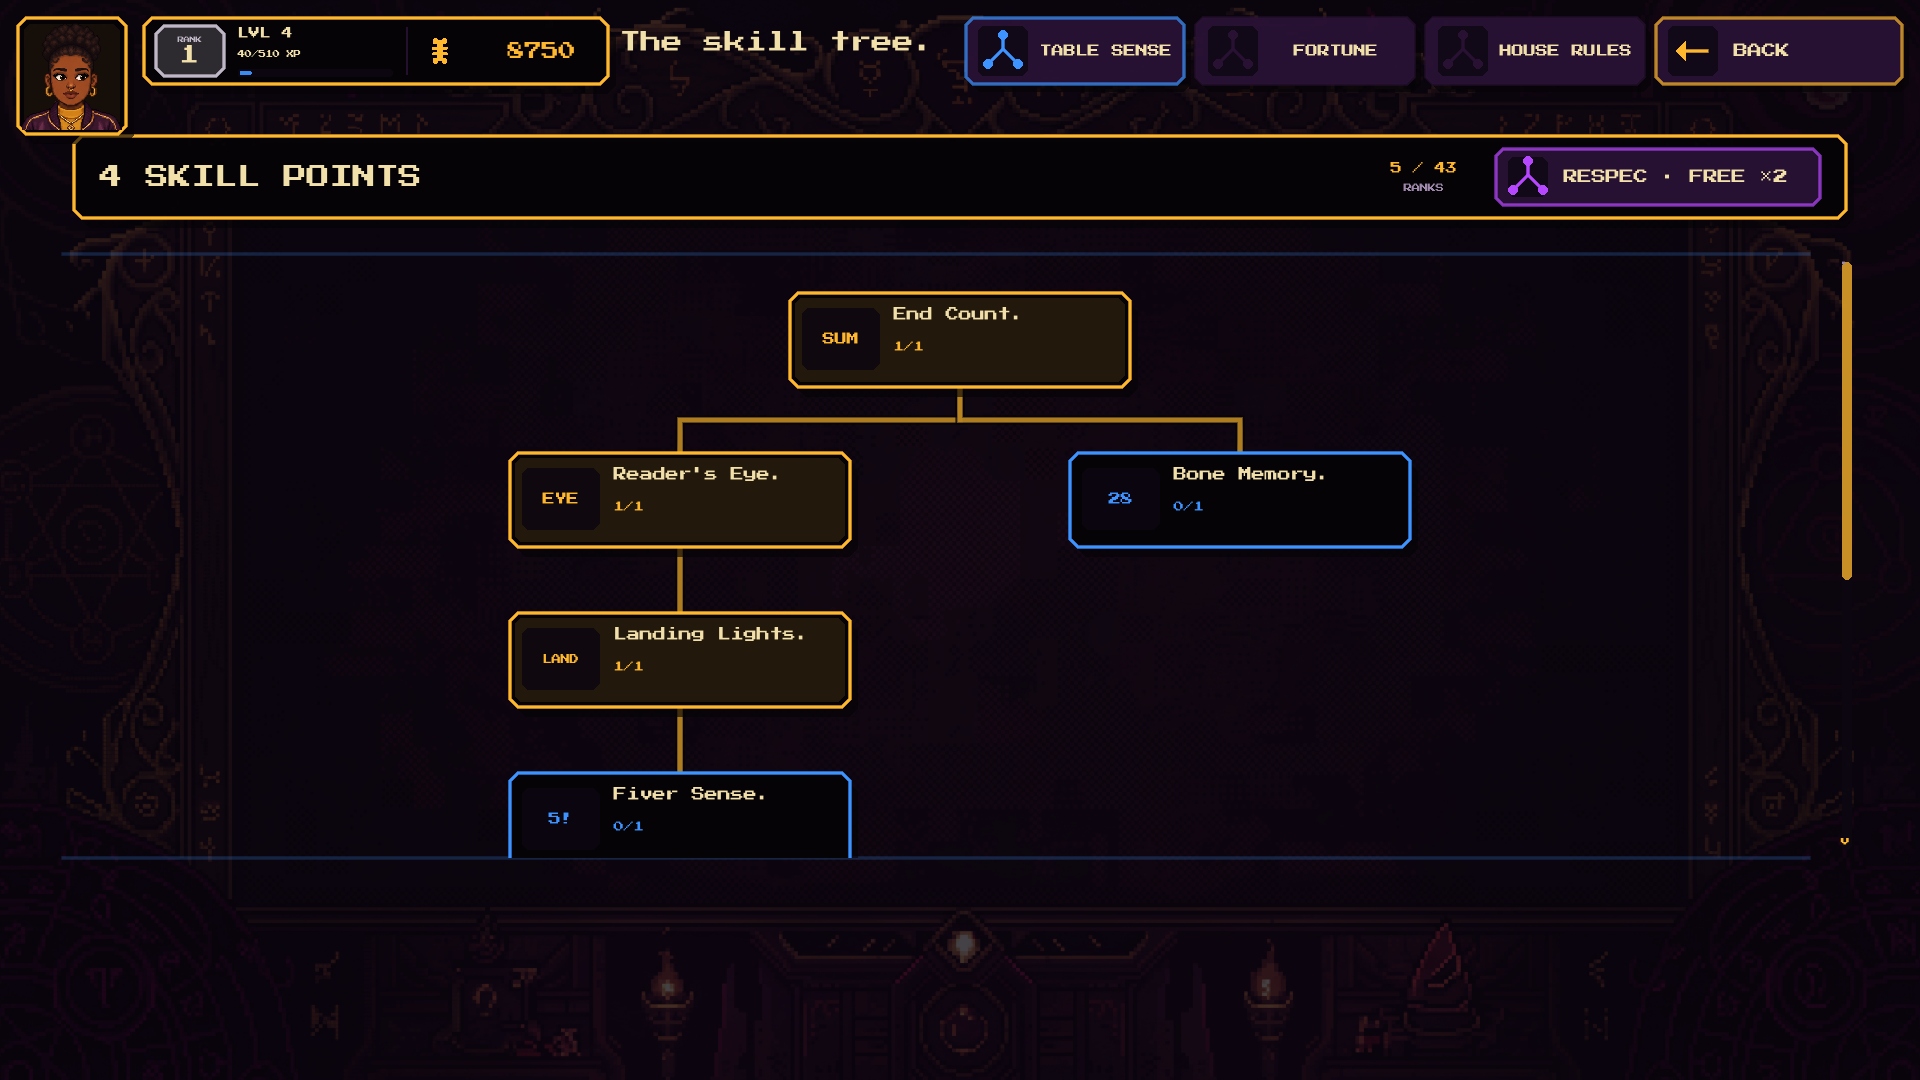 RANK
1
LVL 4
40/510 XP
8750
The skill tree.
TABLE SENSE
FORTUNE
HOUSE RULES
BACK
4 SKILL POINTS
5 / 43
RANKS
RESPEC · FREE ×2
SUM
End Count.
1/1
EYE
Reader's Eye.
1/1
28
Bone Memory.
0/1
LAND
Landing Lights.
1/1
5!
Fiver Sense.
0/1